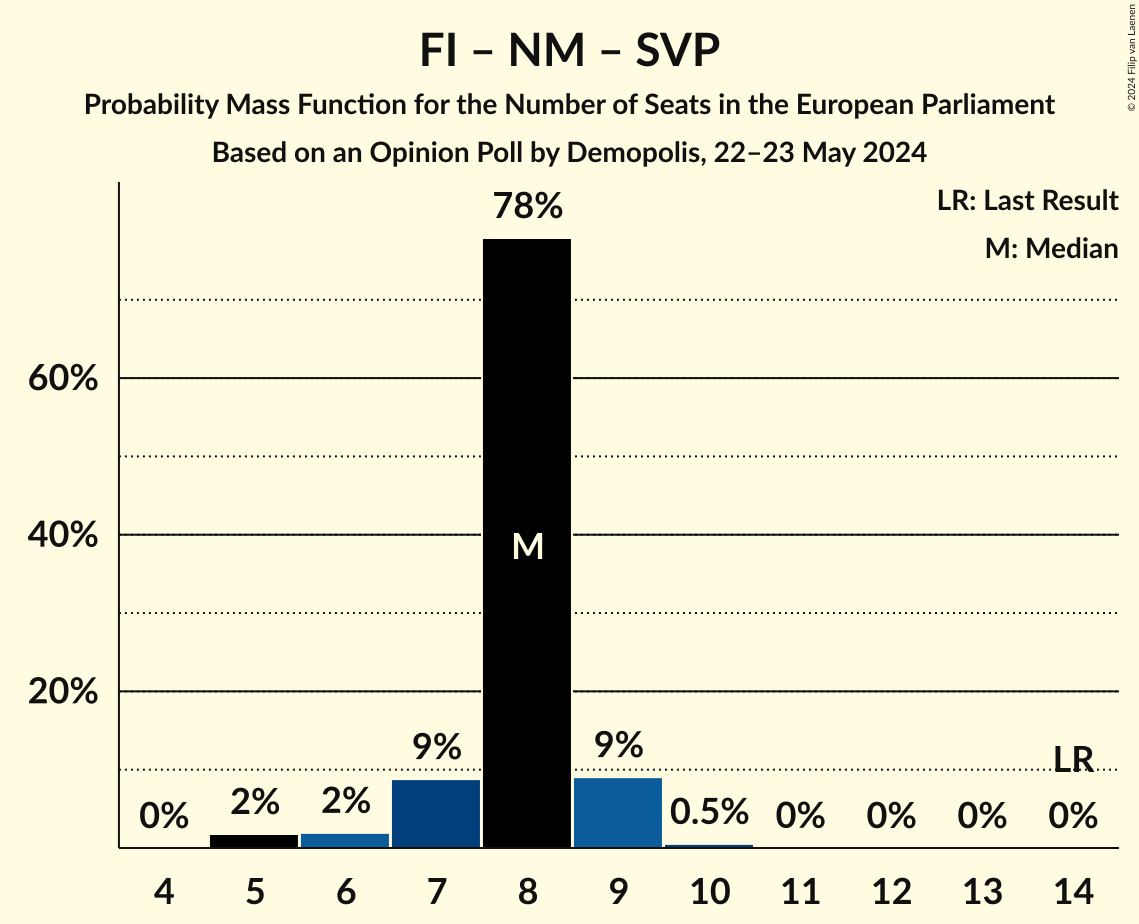 FI – NM – SVP
Probability Mass Function for the Number of Seats in the European Parliament
Based on an Opinion Poll by Demopolis, 22–23 May 2024
© 2024 Filip van Laenen
LR: Last Result
M: Median
78%
60%
40%
20%
M
0%
2%
2%
9%
9%
0.5%
0%
0%
0%
LR
0%
4 5 6 7 8 9 10 11 12 13 14